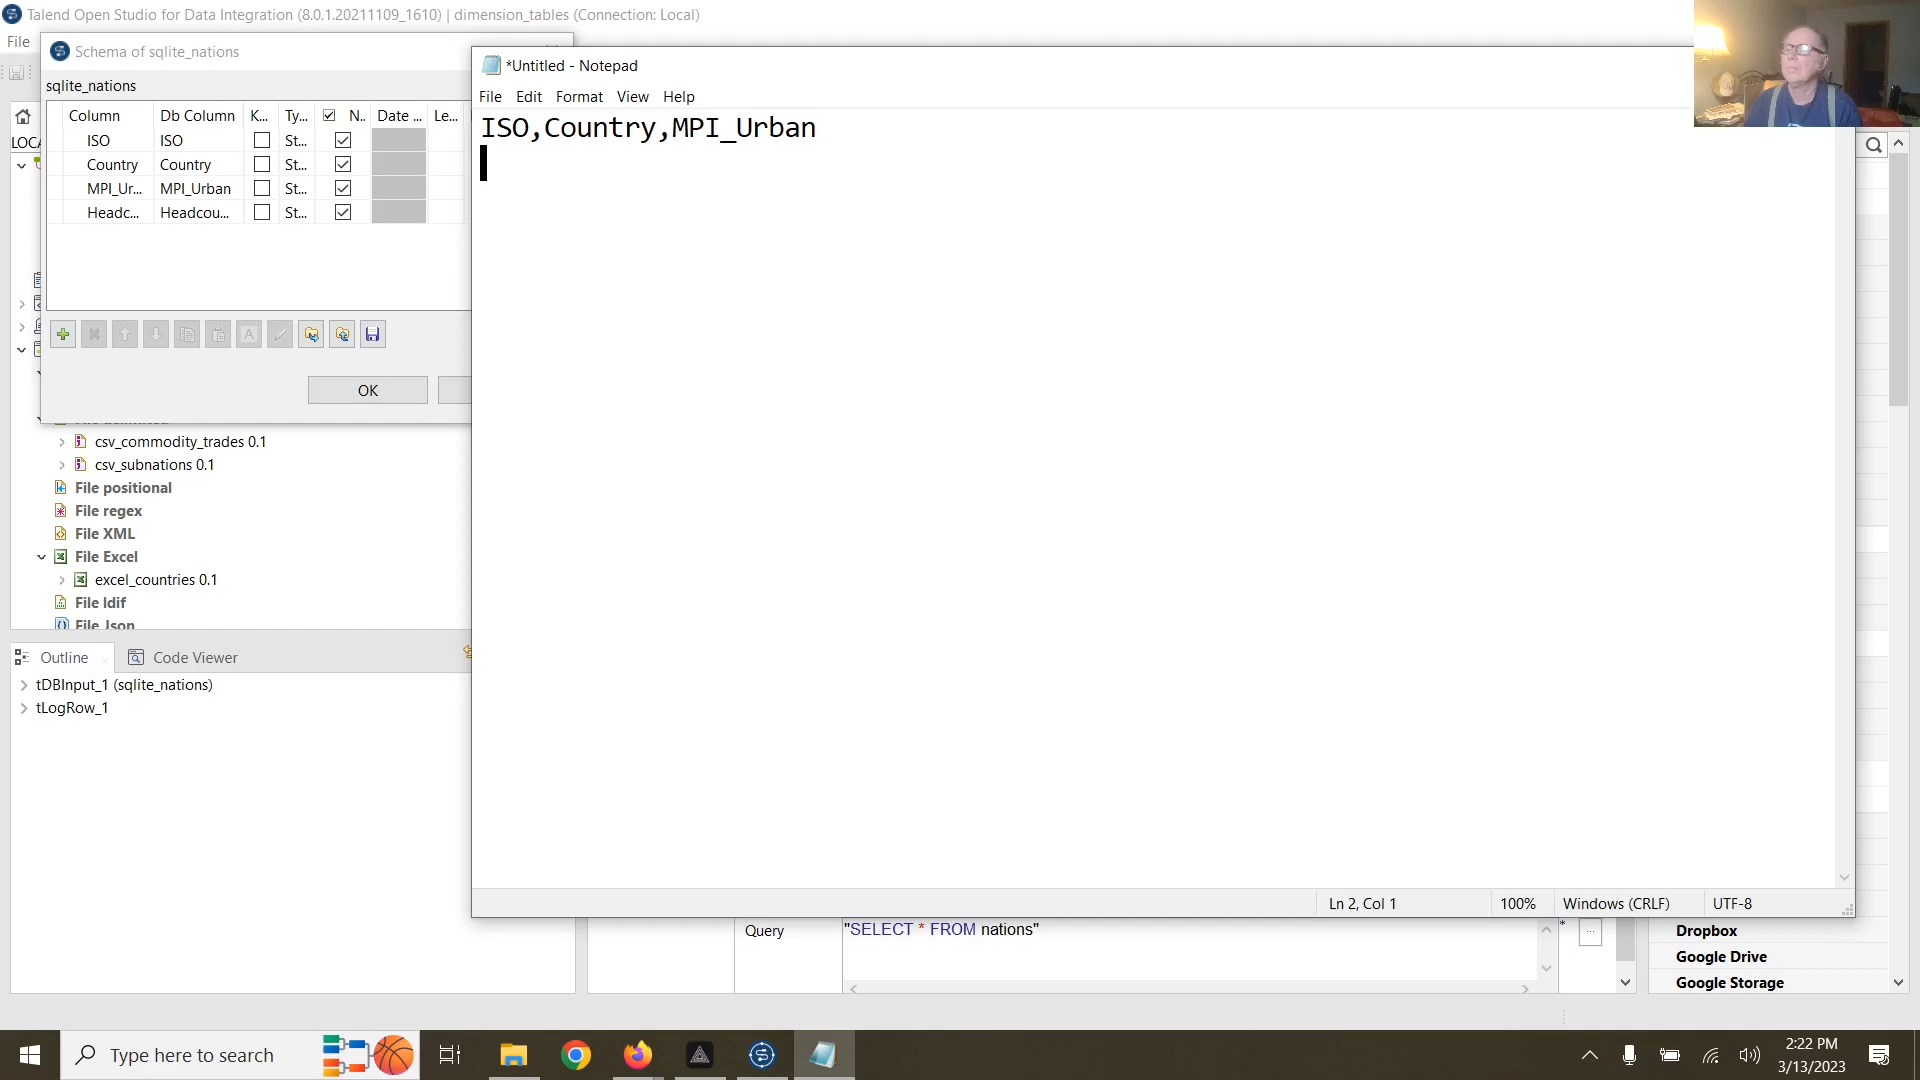 Talend Open Studio for Data Integration (8.0.1.20211109_1610) | dimension_tables (Connection: Local)
File
Schema of sqlite_nations
sqlite_nations
Column Db Column K... Ty... N.. Date ... Le...
ISO ISO St...
Country Country St...
MPI_Ur... MPI_Urban St...
Headc... Headcou... St...
OK
csv_commodity_trades 0.1
csv_subnations 0.1
File positional
File regex
File XML
File Excel
excel_countries 0.1
File ldif
File Json
Outline
Code Viewer
tDBInput_1 (sqlite_nations)
tLogRow_1
*Untitled - Notepad
File Edit Format View Help
ISO,Country,MPI_Urban
Ln 2, Col 1 100% Windows (CRLF) UTF-8
Query "SELECT * FROM nations" * ...
Dropbox
Google Drive
Google Storage
Type here to search
2:22 PM
3/13/2023